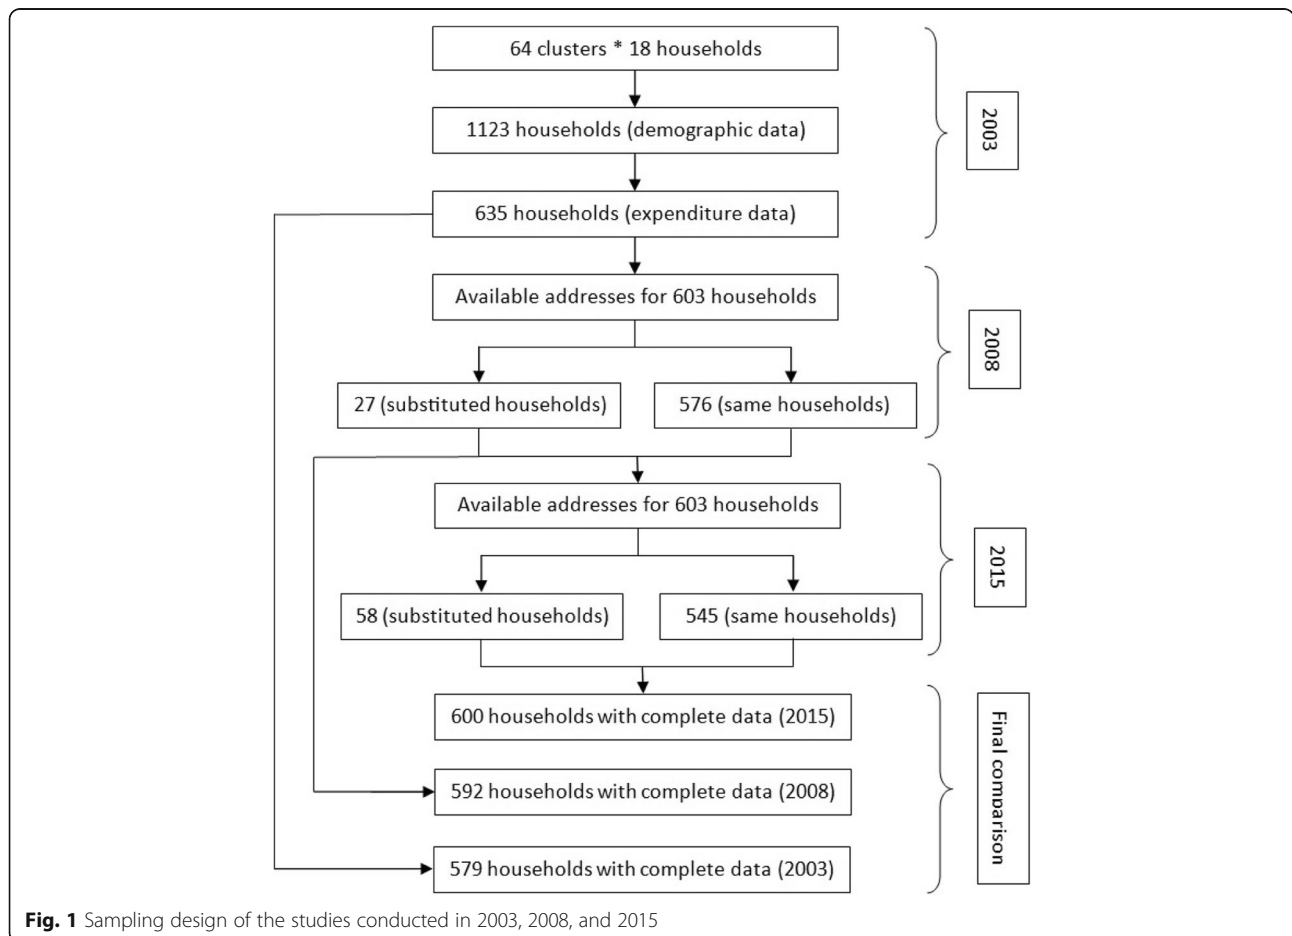 64 clusters * 18 households
1123 households (demographic data)
2003
635 households (expenditure data)
Available addresses for 603 households
2008
27 (substituted households)
576 (same households)
Available addresses for 603 households
2015
58 (substituted households)
545 (same households)
600 households with complete data (2015)
Final comparison
592 households with complete data (2008)
579 households with complete data (2003)
Fig. 1 Sampling design of the studies conducted in 2003, 2008, and 2015